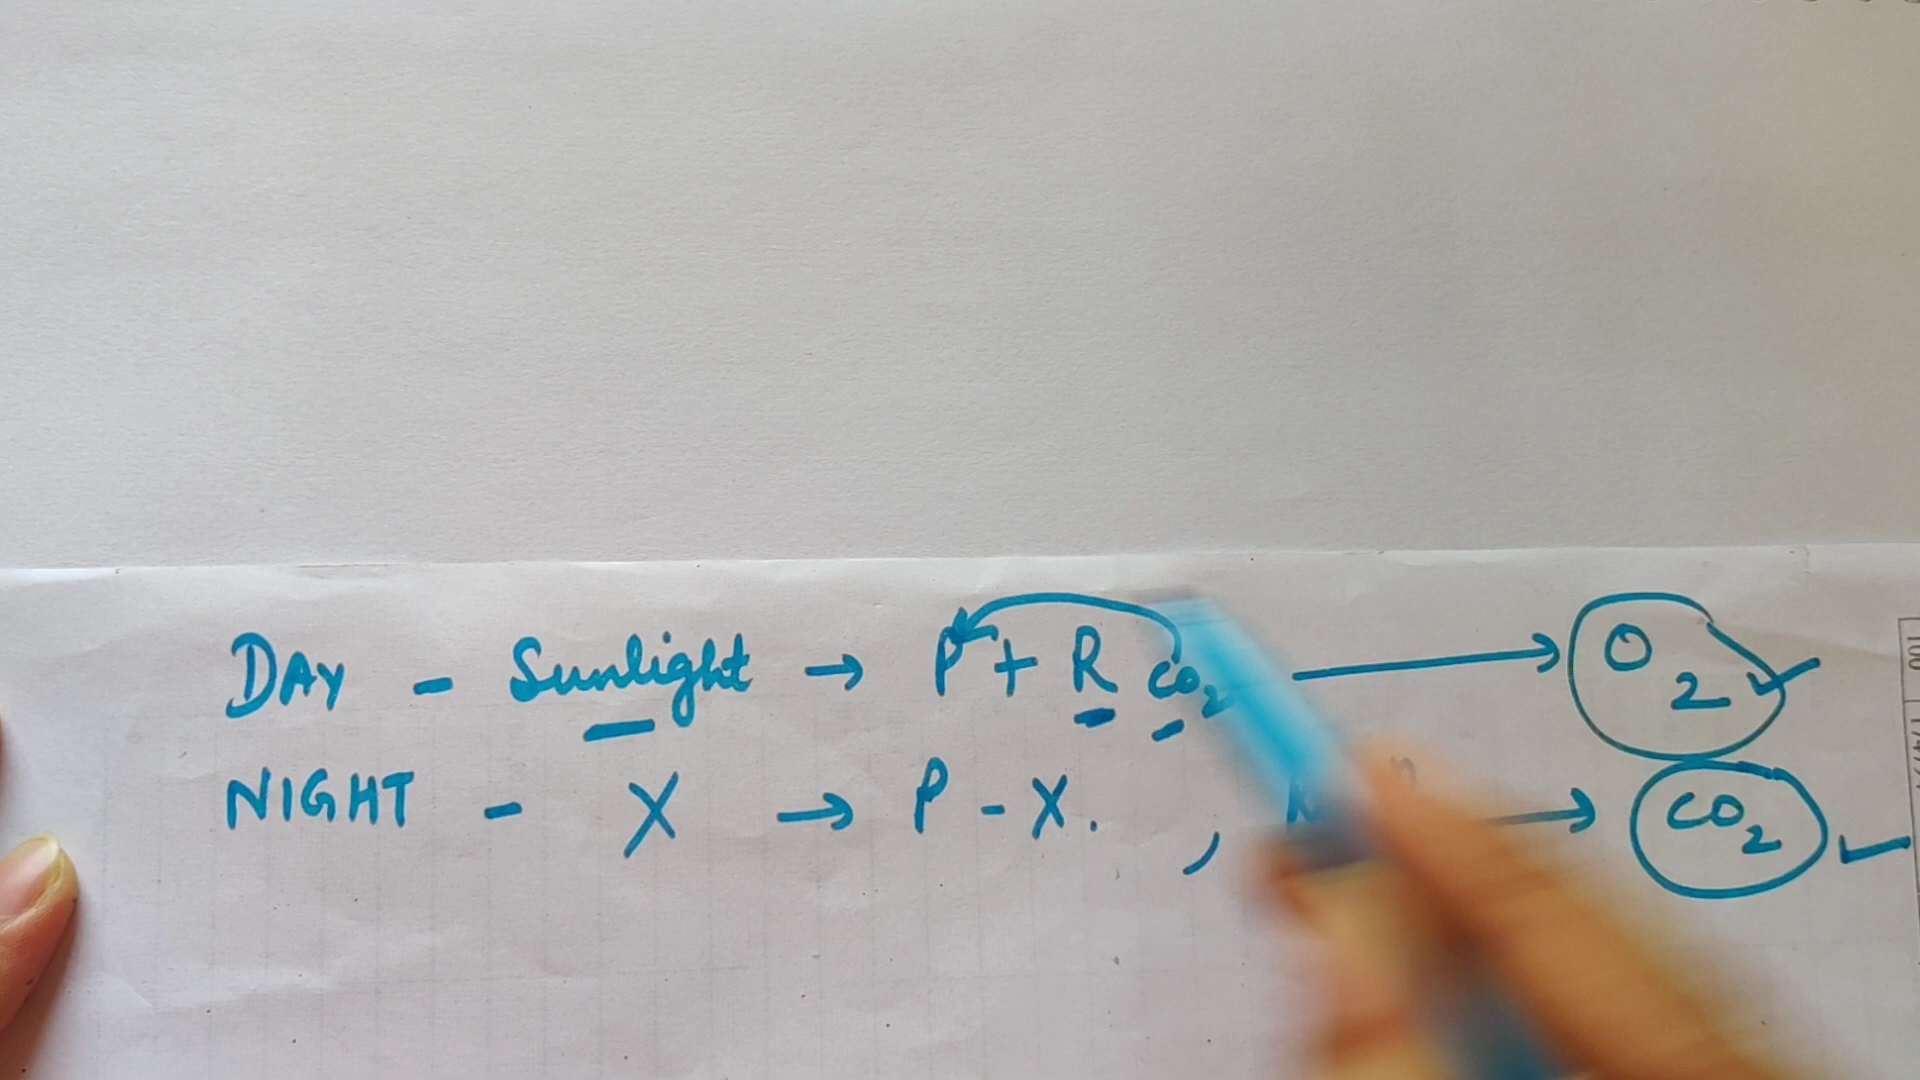 DAY - Sunlight → P + R CO2 → O2 ✓
NIGHT - X → P - X. , → CO2 ✓